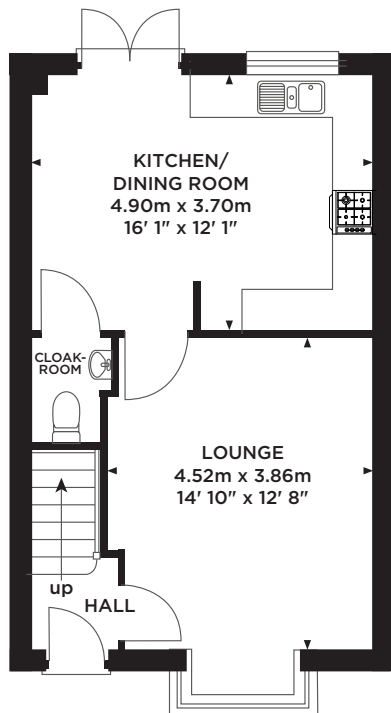 KITCHEN/
DINING ROOM
4.90m x 3.70m
16' 1" x 12' 1"
CLOAK-
ROOM
LOUNGE
4.52m x 3.86m
14' 10" x 12' 8"
up
HALL